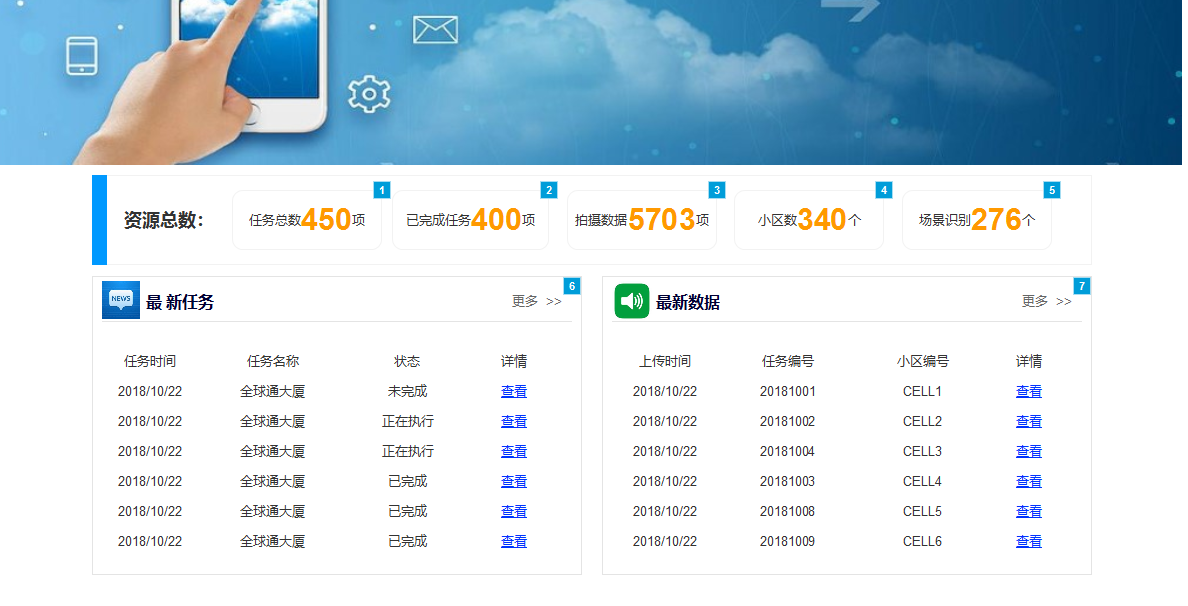 资源总数:
任务总数450项 1
已完成任务400项 2
拍摄数据5703项 3
小区数340个 4
场景识别276个 5
NEWS 最 新任务 更多 >> 6
任务时间 任务名称 状态 详情
2018/10/22 全球通大厦 未完成 查看
2018/10/22 全球通大厦 正在执行 查看
2018/10/22 全球通大厦 正在执行 查看
2018/10/22 全球通大厦 已完成 查看
2018/10/22 全球通大厦 已完成 查看
2018/10/22 全球通大厦 已完成 查看
最新数据 更多 >> 7
上传时间 任务编号 小区编号 详情
2018/10/22 20181001 CELL1 查看
2018/10/22 20181002 CELL2 查看
2018/10/22 20181004 CELL3 查看
2018/10/22 20181003 CELL4 查看
2018/10/22 20181008 CELL5 查看
2018/10/22 20181009 CELL6 查看